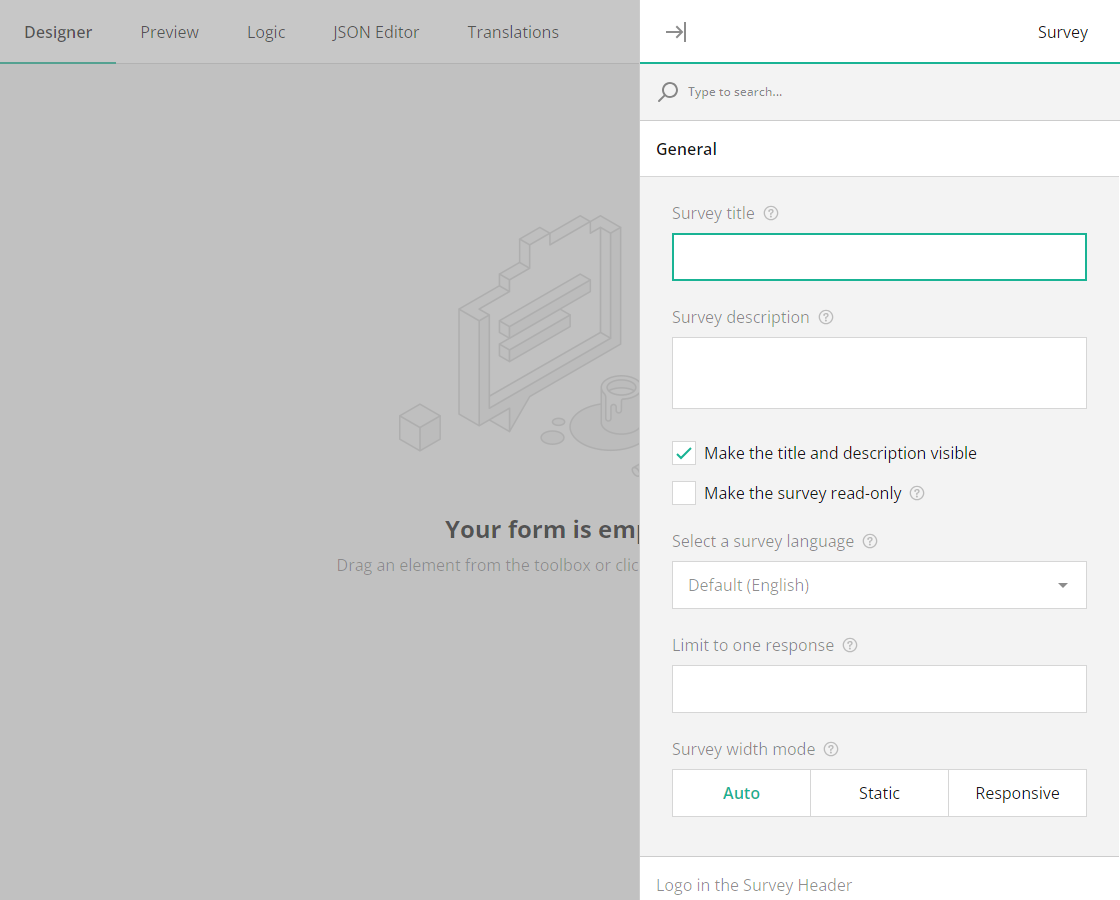 Designer Preview Logic JSON Editor Translations
Survey
Type to search...
General
Survey title
Survey description
Make the title and description visible
Make the survey read-only
Select a survey language
Default (English)
Limit to one response
Survey width mode
Auto Static Responsive
Logo in the Survey Header
Your form is
Drag an element from the toolbox or